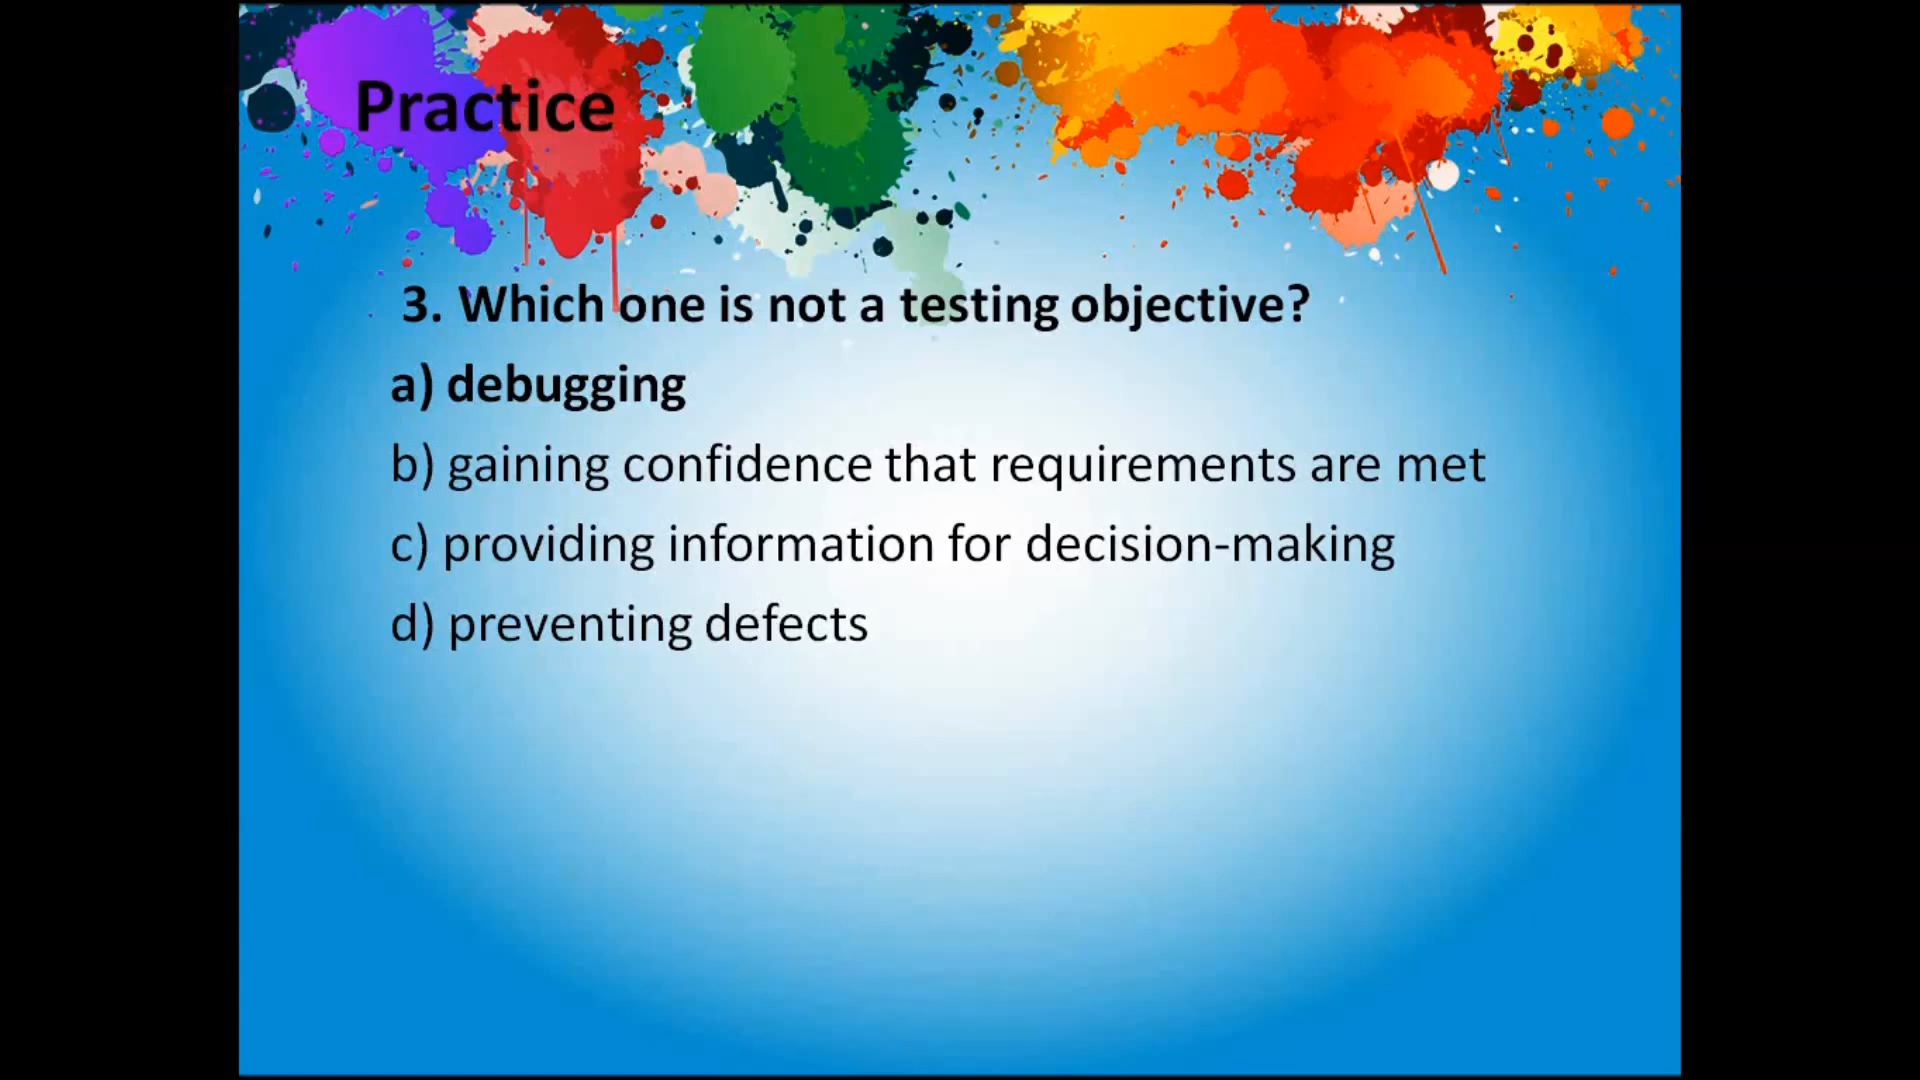 Practice
3. Which one is not a testing objective?
a) debugging
b) gaining confidence that requirements are met
c) providing information for decision-making
d) preventing defects